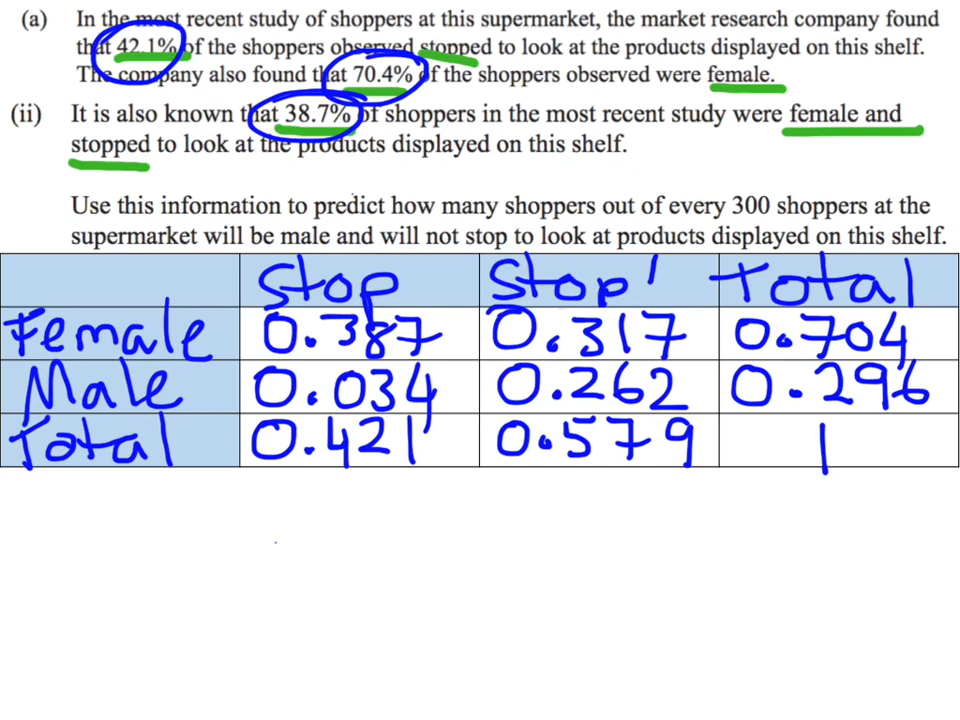 (a) In the most recent study of shoppers at this supermarket, the market research company found
that 42.1% of the shoppers observed stopped to look at the products displayed on this shelf.
The company also found that 70.4% of the shoppers observed were female.
(ii) It is also known that 38.7% of shoppers in the most recent study were female and
stopped to look at the products displayed on this shelf.
Use this information to predict how many shoppers out of every 300 shoppers at the
supermarket will be male and will not stop to look at products displayed on this shelf.
Stop Stop' Total
Female 0.387 0.317 0.704
Male 0.034 0.262 0.296
Total 0.421 0.579 1